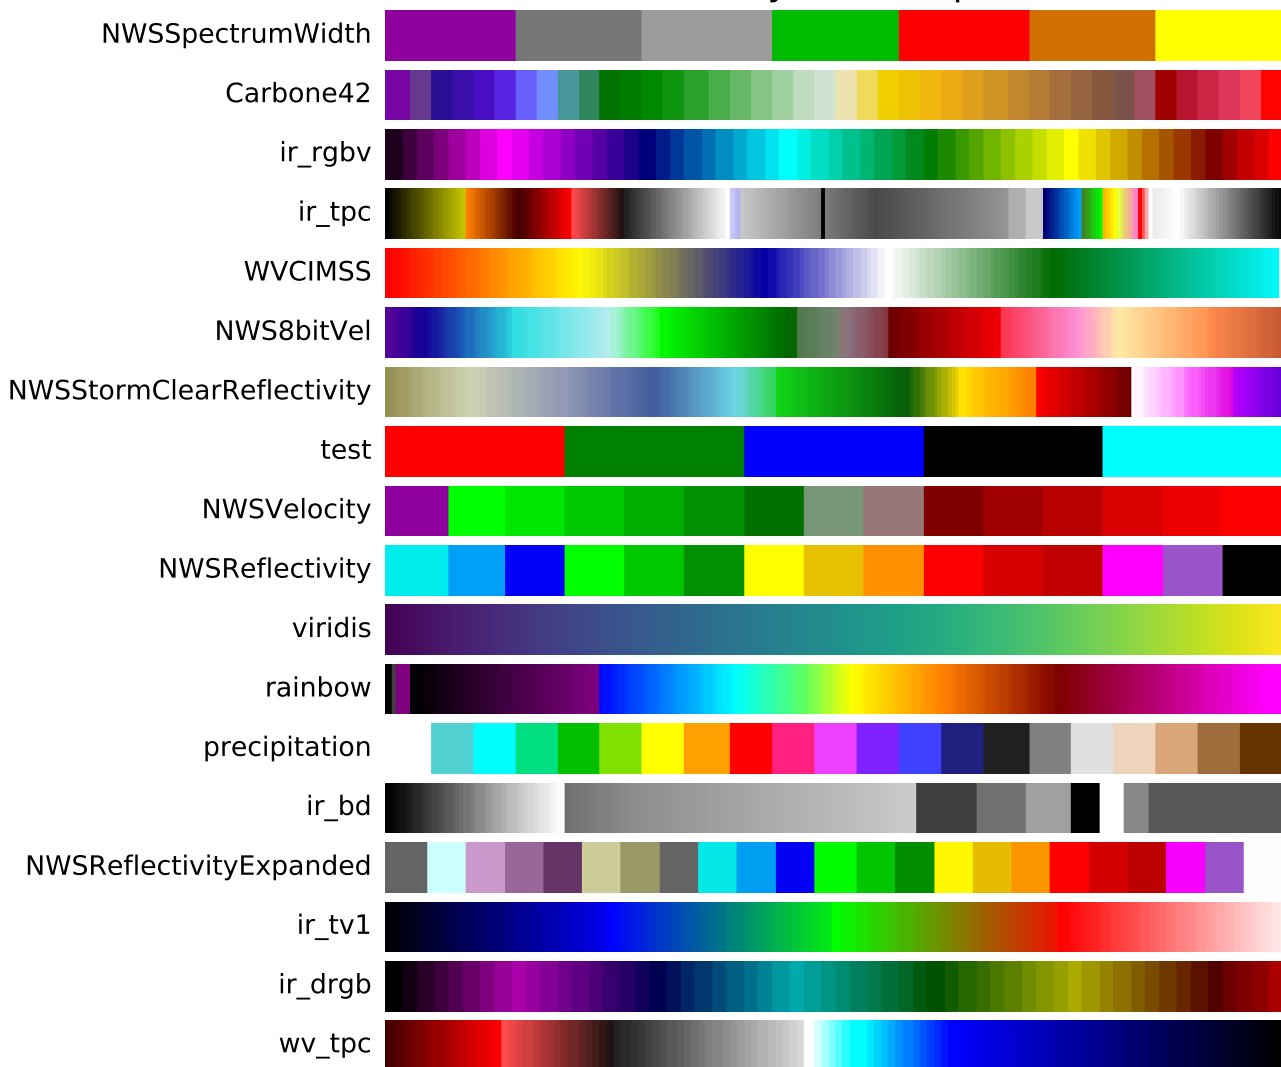 NWSSpectrumWidth
Carbone42
ir_rgbv
ir_tpc
WVCIMSS
NWS8bitVel
NWSStormClearReflectivity
test
NWSVelocity
NWSReflectivity
viridis
rainbow
precipitation
ir_bd
NWSReflectivityExpanded
ir_tv1
ir_drgb
wv_tpc